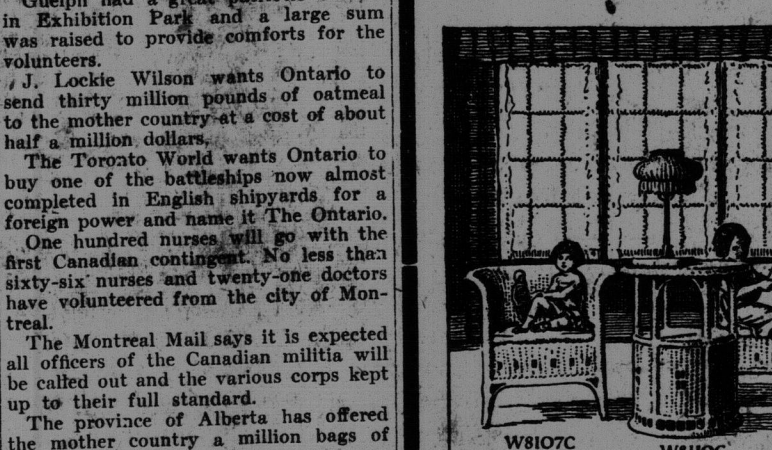 Guelph had a great
in Exhibition Park and a large sum
was raised to provide comforts for the
volunteers.
J. Lockie Wilson wants Ontario to
send thirty million pounds of oatmeal
to the mother country at a cost of about
half a million dollars.
The Toronto World wants Ontario to
buy one of the battleships now almost
completed in English shipyards for a
foreign power and name it The Ontario.
One hundred nurses will go with the
first Canadian contingent. No less than
sixty-six nurses and twenty-one doctors
have volunteered from the city of Mon-
treal.
The Montreal Mail says it is expected
all officers of the Canadian militia will
be called out and the various corps kept
up to their full standard.
The province of Alberta has offered
the mother country a million bags of
W8107C